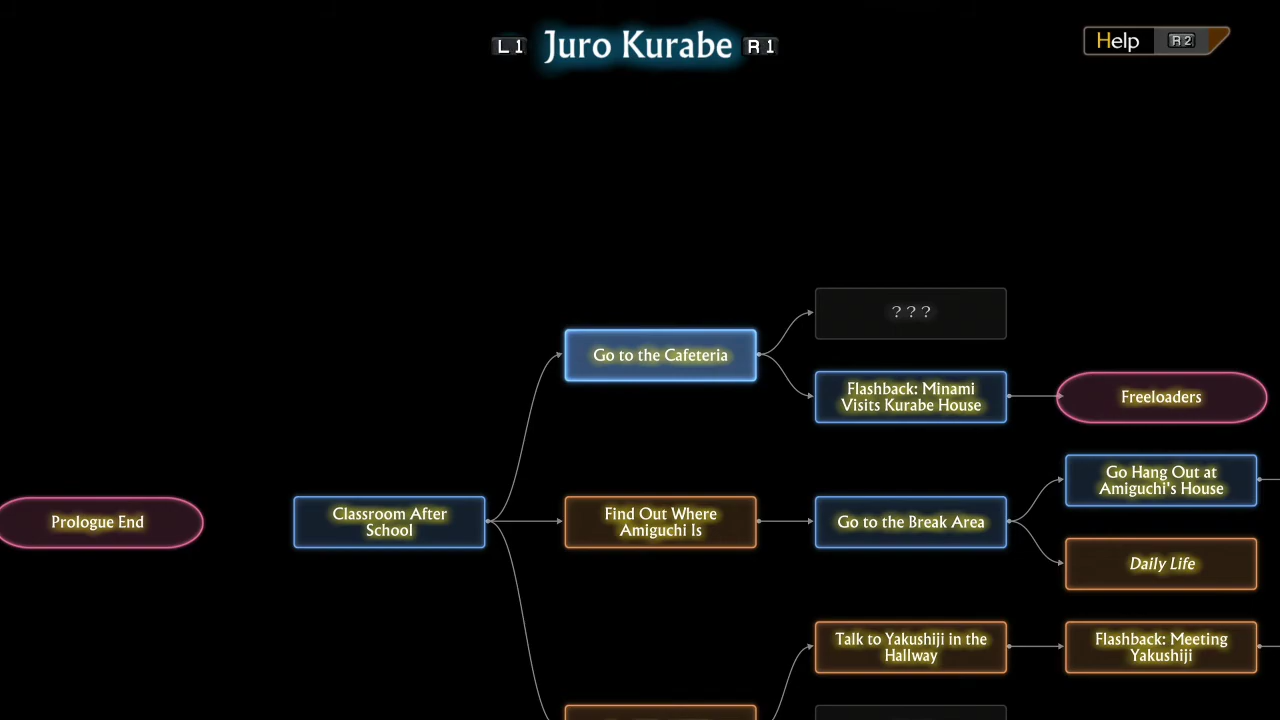 L1 Juro Kurabe R1
Help R2
? ? ?
Go to the Cafeteria
Flashback: Minami
Visits Kurabe House
Freeloaders
Go Hang Out at
Amiguchi's House
Prologue End
Classroom After
School
Find Out Where
Amiguchi Is
Go to the Break Area
Daily Life
Talk to Yakushiji in the
Hallway
Flashback: Meeting
Yakushiji